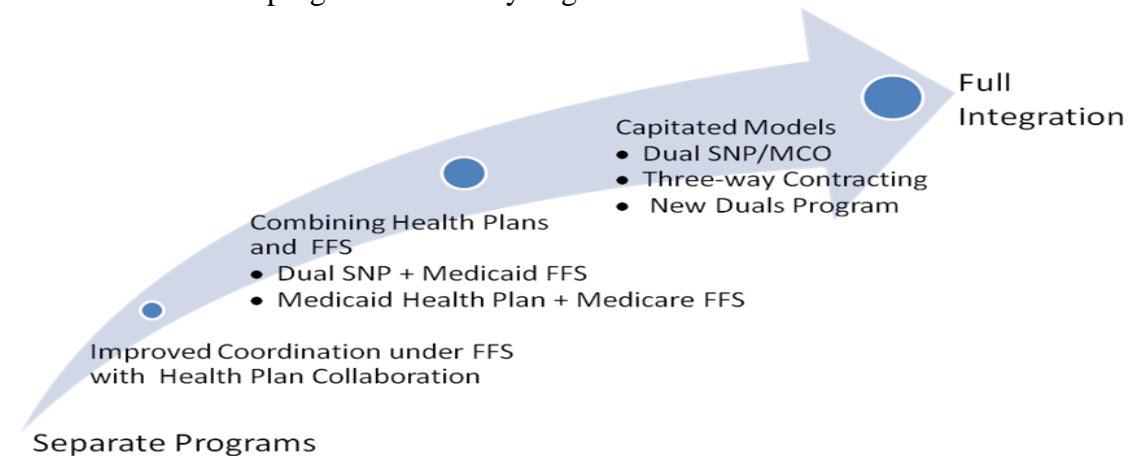 Full
Integration
Capitated Models
• Dual SNP/MCO
• Three-way Contracting
• New Duals Program
Combining Health Plans
and FFS
• Dual SNP + Medicaid FFS
• Medicaid Health Plan + Medicare FFS
Improved Coordination under FFS
with Health Plan Collaboration
Separate Programs